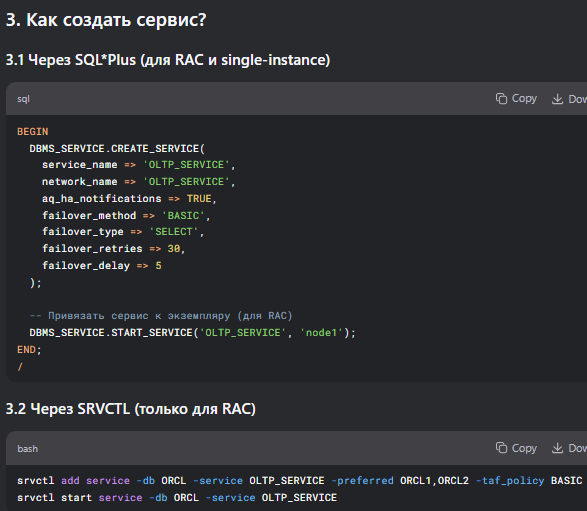 3. Как создать сервис?
3.1 Через SQL*Plus (для RAC и single-instance)
sql Copy Dow
BEGIN
  DBMS_SERVICE.CREATE_SERVICE(
    service_name => 'OLTP_SERVICE',
    network_name => 'OLTP_SERVICE',
    aq_ha_notifications => TRUE,
    failover_method => 'BASIC',
    failover_type => 'SELECT',
    failover_retries => 30,
    failover_delay => 5
  );
  -- Привязать сервис к экземпляру (для RAC)
  DBMS_SERVICE.START_SERVICE('OLTP_SERVICE', 'node1');
END;
/
3.2 Через SRVCTL (только для RAC)
bash Copy Dow
srvctl add service -db ORCL -service OLTP_SERVICE -preferred ORCL1,ORCL2 -taf_policy BASIC
srvctl start service -db ORCL -service OLTP_SERVICE